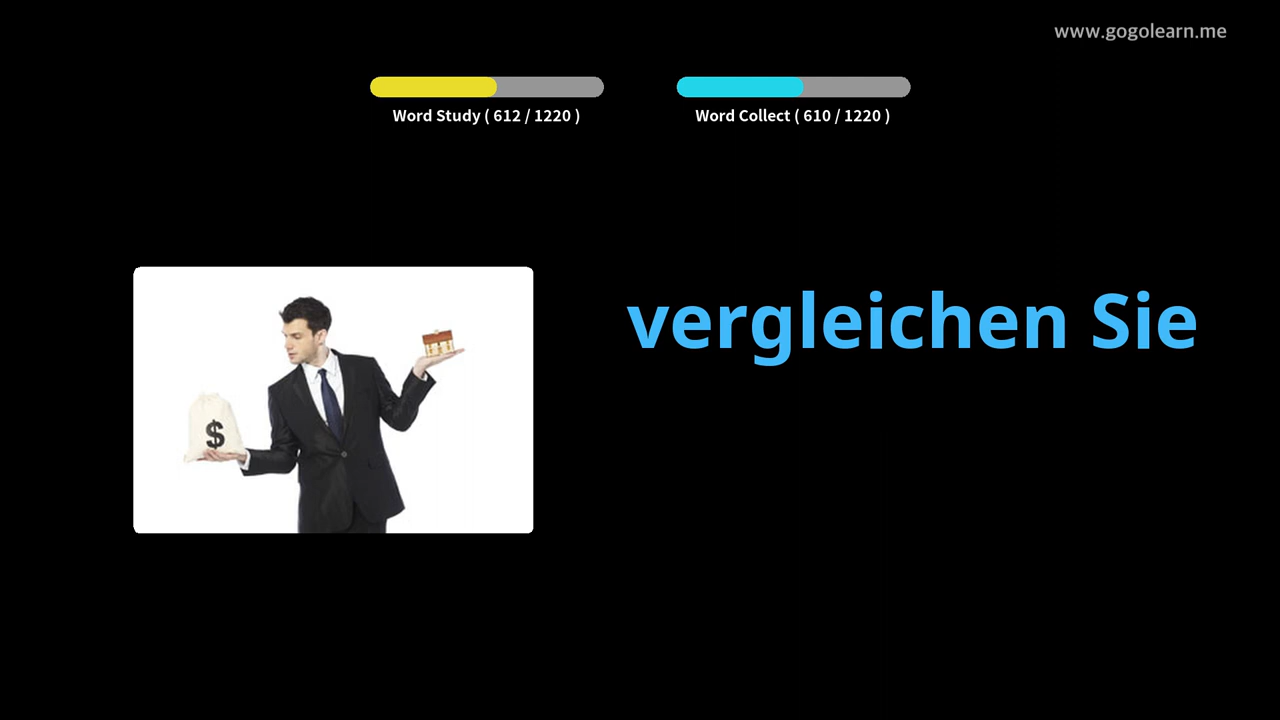 www.gogolearn.me
Word Study ( 612 / 1220 )
Word Collect ( 610 / 1220 )
$
vergleichen Sie